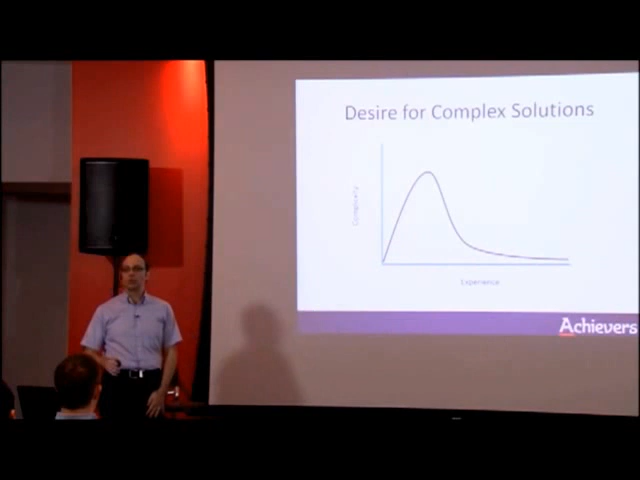 Desire for Complex Solutions
Complexity
Experience
Achievers